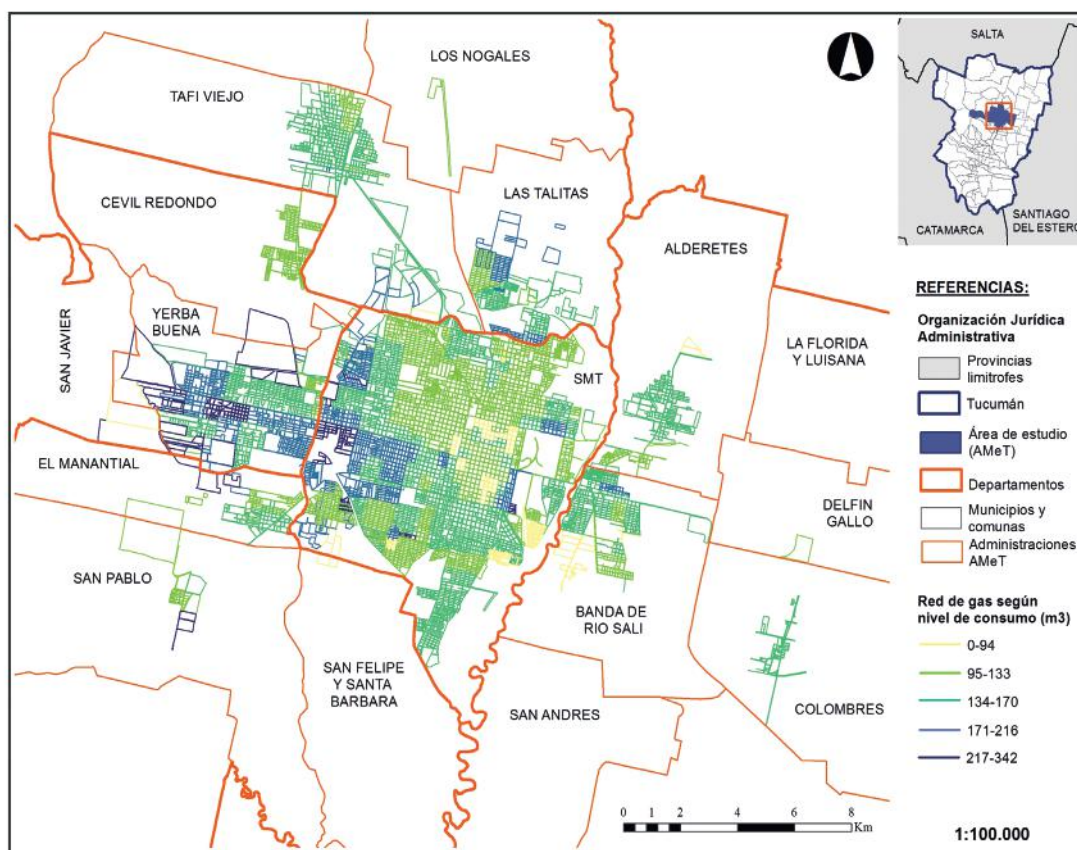 LOS NOGALES
TAFI VIEJO
CEVIL REDONDO
LAS TALITAS
ALDERETES
SAN JAVIER
YERBA
BUENA
LA FLORIDA
Y LUISANA
SMT
EL MANANTIAL
DELFIN
GALLO
SAN PABLO
BANDA DE
RIO SALI
SAN FELIPE
Y SANTA
BARBARA
SAN ANDRES
COLOMBRES
0 1 2 4 6 8
Km
SALTA
CATAMARCA
SANTIAGO
DEL ESTERO
REFERENCIAS:
Organización Jurídica
Administrativa
Provincias
limitrofes
Tucumán
Área de estudio
(AMeT)
Departamentos
Municipios y
comunas
Administraciones
AMeT
Red de gas según
nivel de consumo (m3)
0-94
95-133
134-170
171-216
217-342
1:100.000